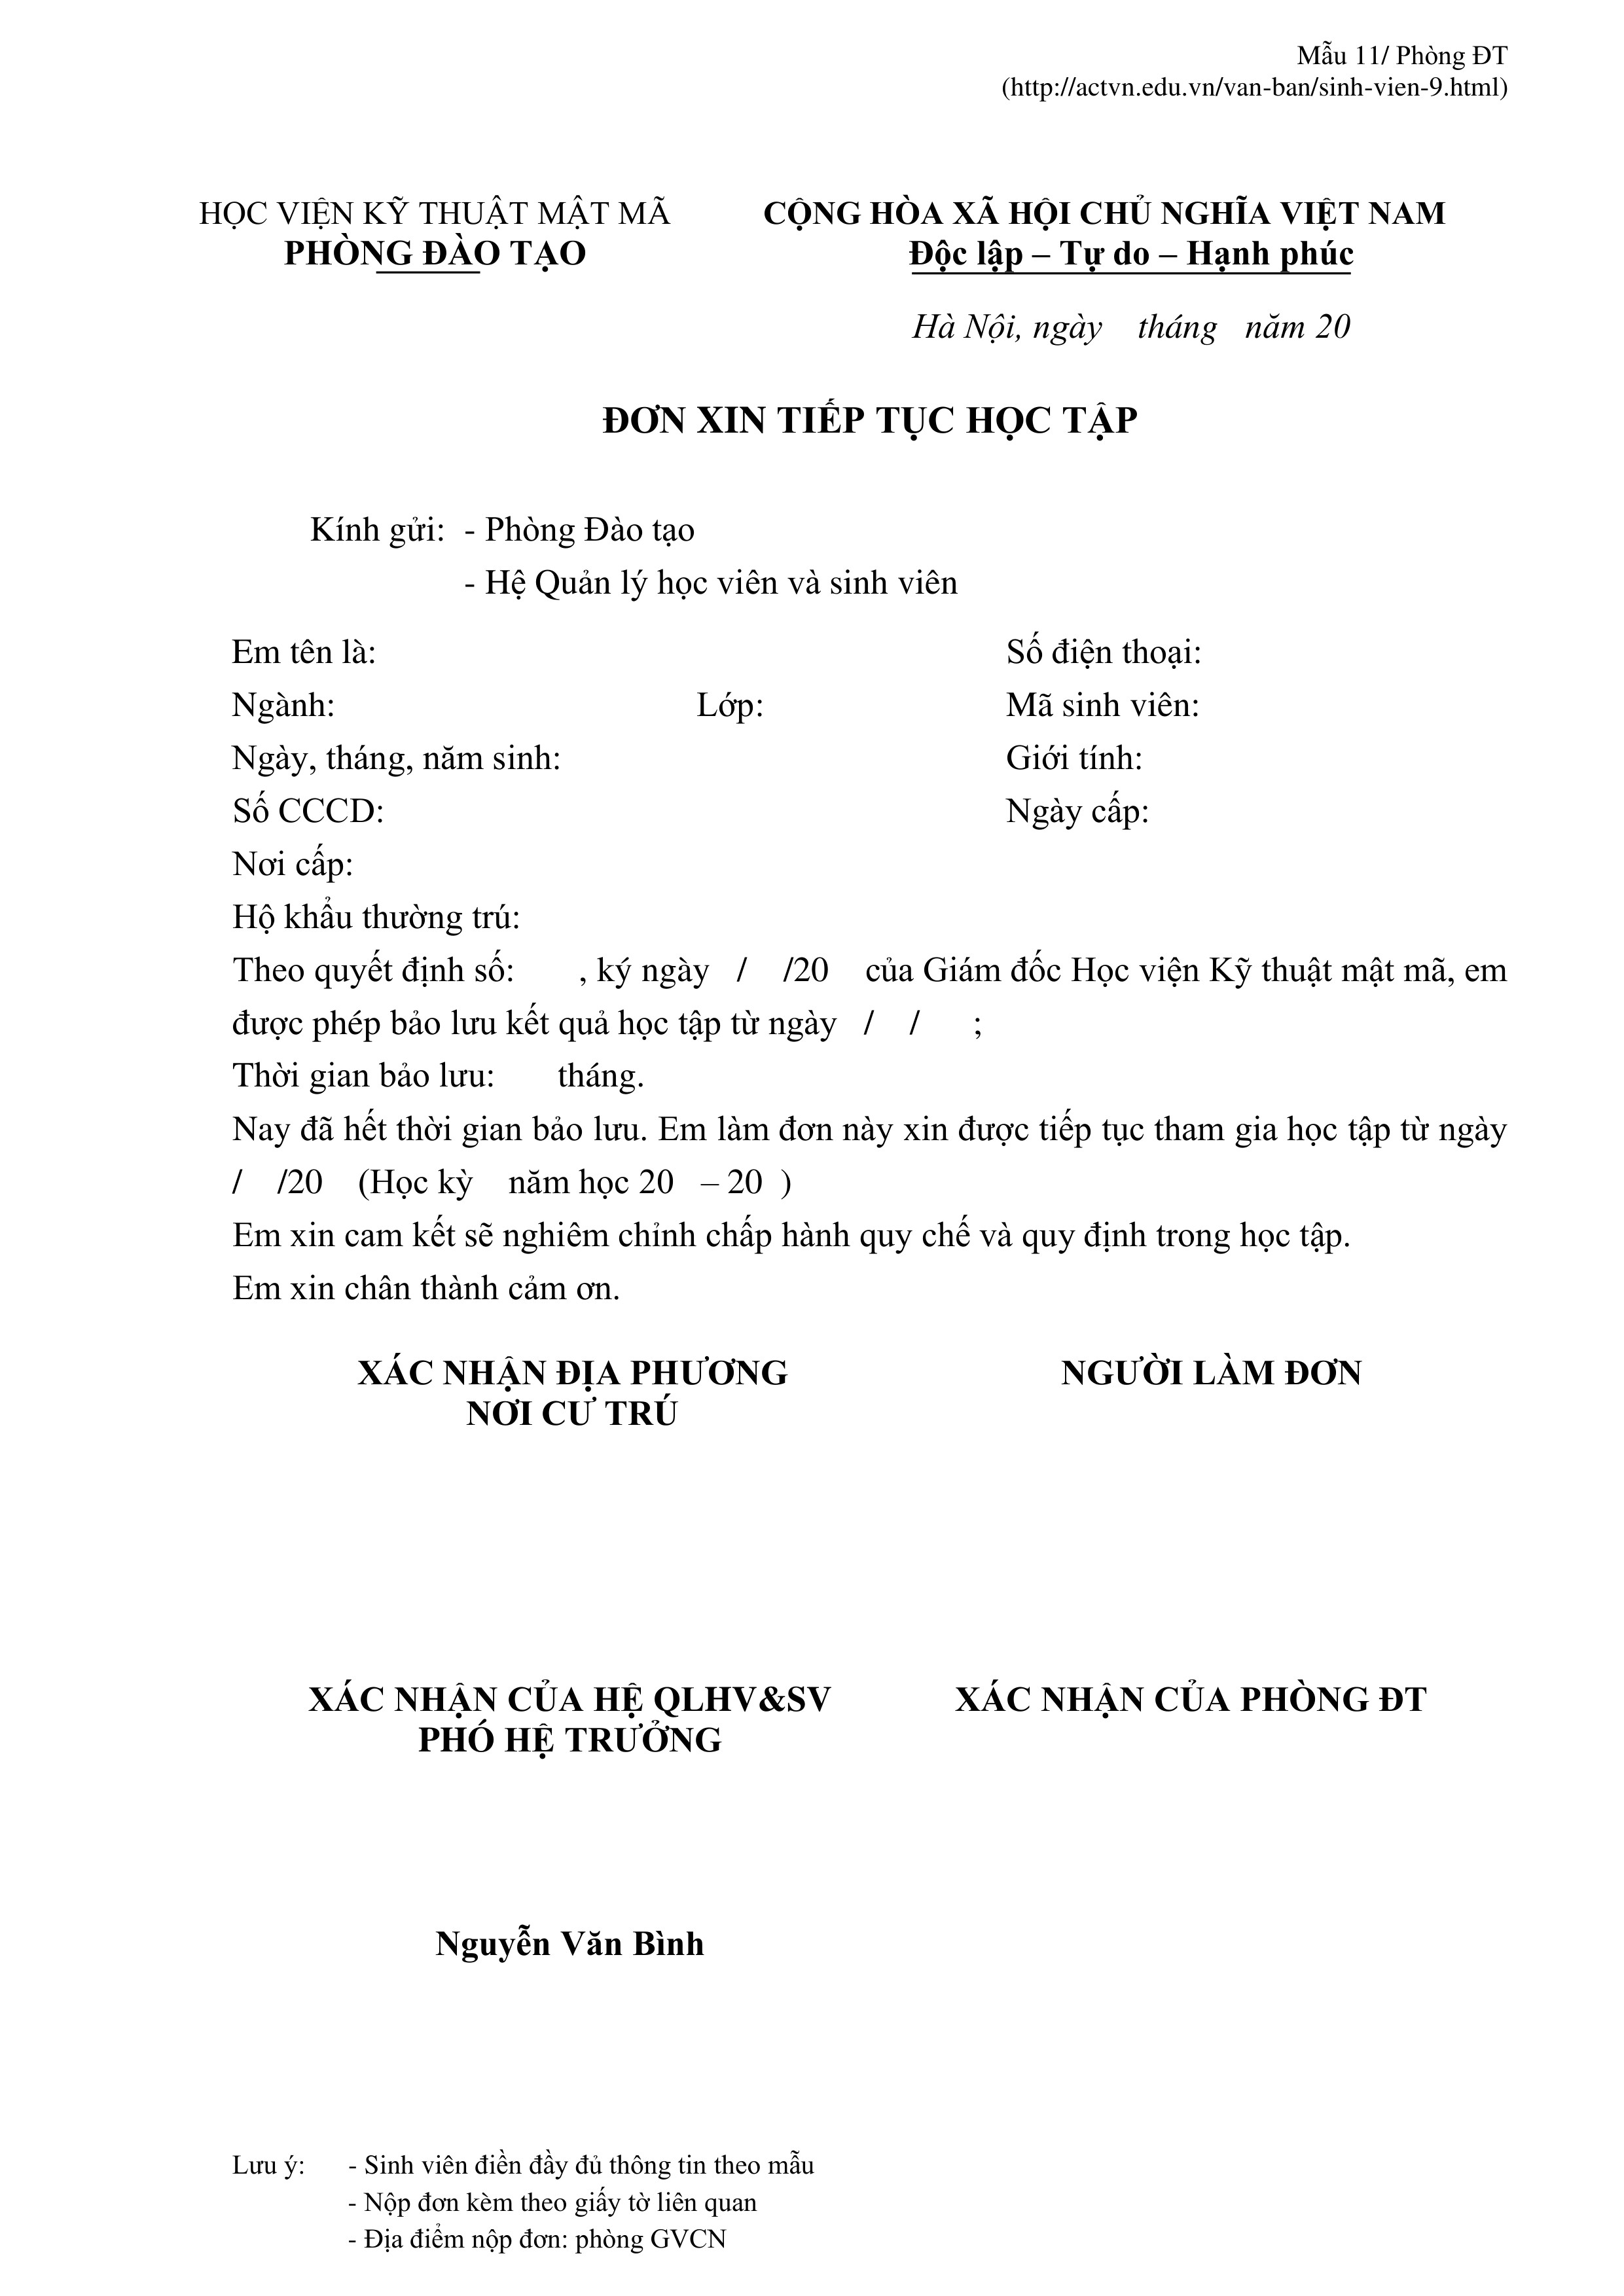 Mẫu 11/ Phòng ĐT
(http://actvn.edu.vn/van-ban/sinh-vien-9.html)
HỌC VIỆN KỸ THUẬT MẬT MÃ
PHÒNG ĐÀO TẠO
CỘNG HÒA XÃ HỘI CHỦ NGHĨA VIỆT NAM
Độc lập – Tự do – Hạnh phúc
Hà Nội, ngày    tháng   năm 20
ĐƠN XIN TIẾP TỤC HỌC TẬP
Kính gửi:  - Phòng Đào tạo
- Hệ Quản lý học viên và sinh viên
Em tên là: Số điện thoại:
Ngành: Lớp: Mã sinh viên:
Ngày, tháng, năm sinh: Giới tính:
Số CCCD: Ngày cấp:
Nơi cấp:
Hộ khẩu thường trú:
Theo quyết định số:       , ký ngày   /    /20    của Giám đốc Học viện Kỹ thuật mật mã, em
được phép bảo lưu kết quả học tập từ ngày   /    /      ;
Thời gian bảo lưu:       tháng.
Nay đã hết thời gian bảo lưu. Em làm đơn này xin được tiếp tục tham gia học tập từ ngày
/    /20    (Học kỳ    năm học 20   – 20  )
Em xin cam kết sẽ nghiêm chỉnh chấp hành quy chế và quy định trong học tập.
Em xin chân thành cảm ơn.
XÁC NHẬN ĐỊA PHƯƠNG
NƠI CƯ TRÚ
NGƯỜI LÀM ĐƠN
XÁC NHẬN CỦA HỆ QLHV&SV
PHÓ HỆ TRƯỞNG
XÁC NHẬN CỦA PHÒNG ĐT
Nguyễn Văn Bình
Lưu ý: - Sinh viên điền đầy đủ thông tin theo mẫu
- Nộp đơn kèm theo giấy tờ liên quan
- Địa điểm nộp đơn: phòng GVCN